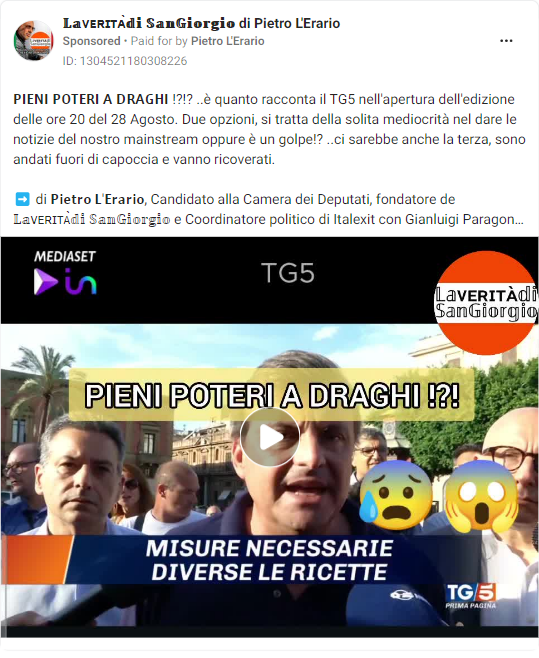 LaVERITÀdi SanGiorgio di Pietro L'Erario
Sponsored • Paid for by Pietro L'Erario
ID: 1304521180308226
PIENI POTERI A DRAGHI !?!? ..è quanto racconta il TG5 nell'apertura dell'edizione
delle ore 20 del 28 Agosto. Due opzioni, si tratta della solita mediocrità nel dare le
notizie del nostro mainstream oppure è un golpe!? ..ci sarebbe anche la terza, sono
andati fuori di capoccia e vanno ricoverati.
➡️ di Pietro L'Erario, Candidato alla Camera dei Deputati, fondatore de
LaVERITÀdi SanGiorgio e Coordinatore politico di Italexit con Gianluigi Paragon...
MEDIASET
in
TG5
LaVERITÀdi
SanGiorgio
PIENI POTERI A DRAGHI !?!
MISURE NECESSARIE
DIVERSE LE RICETTE
TG/5
PRIMA PAGINA